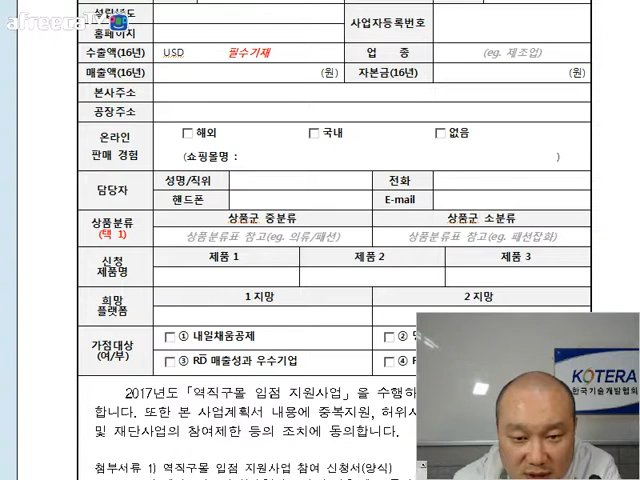 afreecaTV
설립년도
홈페이지
사업자등록번호
수출액(16년) USD 필수기재 업 종 (eg. 제조업)
매출액(16년) (원) 자본금(16년) (원)
본사주소
공장주소
온라인 판매 경험
해외 국내 없음
(쇼핑몰명 : )
담당자 성명/직위 전화
핸드폰 E-mail
상품분류 (택 1) 상품군 중분류 상품군 소분류
상품분류표 참고(eg. 의류/패션) 상품분류표 참고(eg. 패션잡화)
신청 제품명 제품 1 제품 2 제품 3
희망 플랫폼 1 지망 2 지망
가점대상 (여/부)
① 내일채움공제 ②
③ RD 매출성과 우수기업 ④
2017년도「역직구몰 입점 지원사업」을 수행하
합니다. 또한 본 사업계획서 내용에 중복지원, 허위
및 재단사업의 참여제한 등의 조치에 동의합니다.
첨부서류 1) 역직구몰 입점 지원사업 참여 신청서(양식)
KOTERA
한국기술개발협회